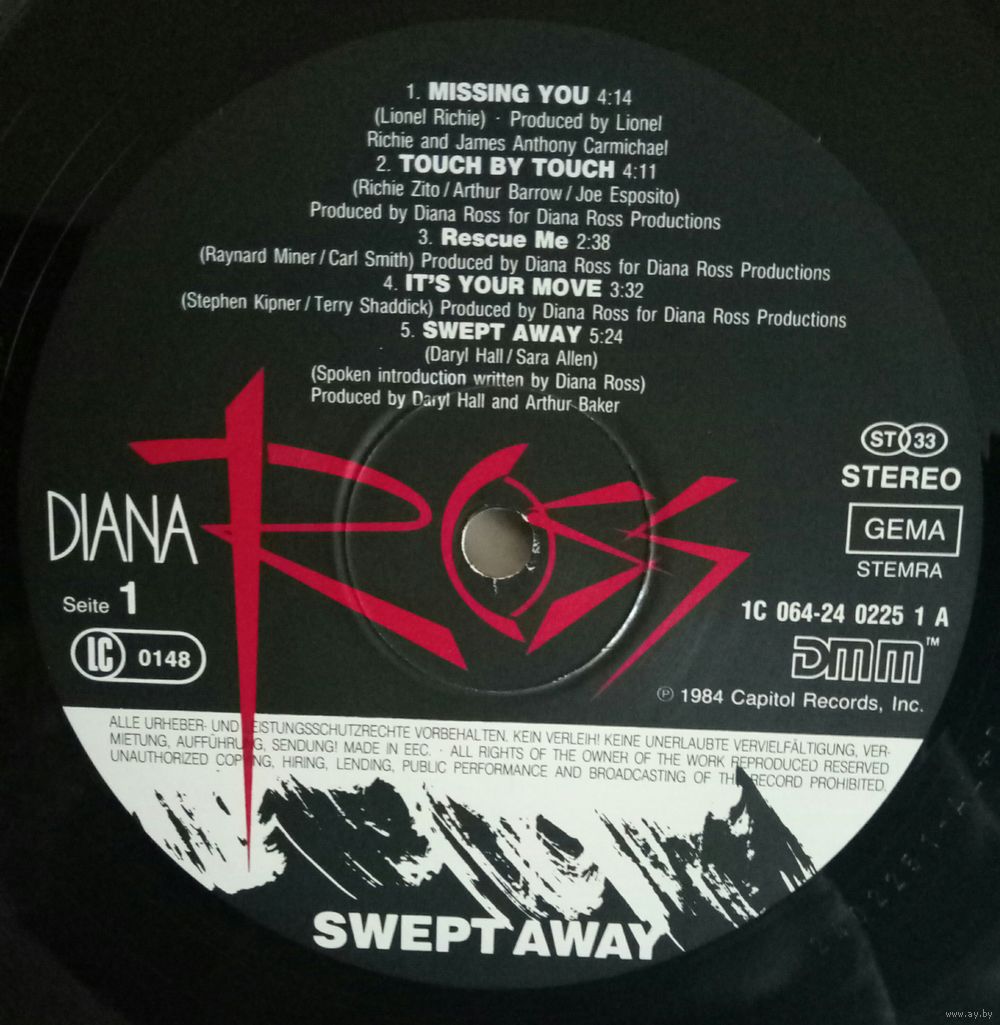 1. MISSING YOU 4:14
(Lionel Richie) · Produced by Lionel
Richie and James Anthony Carmichael
2. TOUCH BY TOUCH 4:11
(Richie Zito / Arthur Barrow / Joe Esposito)
Produced by Diana Ross for Diana Ross Productions
3. Rescue Me 2:38
(Raynard Miner / Carl Smith) Produced by Diana Ross for Diana Ross Productions
4. IT'S YOUR MOVE 3:32
(Stephen Kipner / Terry Shaddick) Produced by Diana Ross for Diana Ross Productions
5. SWEPT AWAY 5:24
(Daryl Hall / Sara Allen)
(Spoken introduction written by Diana Ross)
Produced by Daryl Hall and Arthur Baker
DIANA ROSS
Seite 1
LC 0148
ST 33
STEREO
GEMA
STEMRA
1C 064-24 0225 1 A
DMM™
℗ 1984 Capitol Records, Inc.
ALLE URHEBER- UND LEISTUNGSSCHUTZRECHTE VORBEHALTEN. KEIN VERLEIH! KEINE UNERLAUBTE VERVIELFÄLTIGUNG, VER-
MIETUNG, AUFFÜHRUNG, SENDUNG! MADE IN EEC. · ALL RIGHTS OF THE OWNER OF THE WORK REPRODUCED RESERVED
UNAUTHORIZED COPYING, HIRING, LENDING, PUBLIC PERFORMANCE AND BROADCASTING OF THE RECORD PROHIBITED.
SWEPT AWAY
www.ay.by